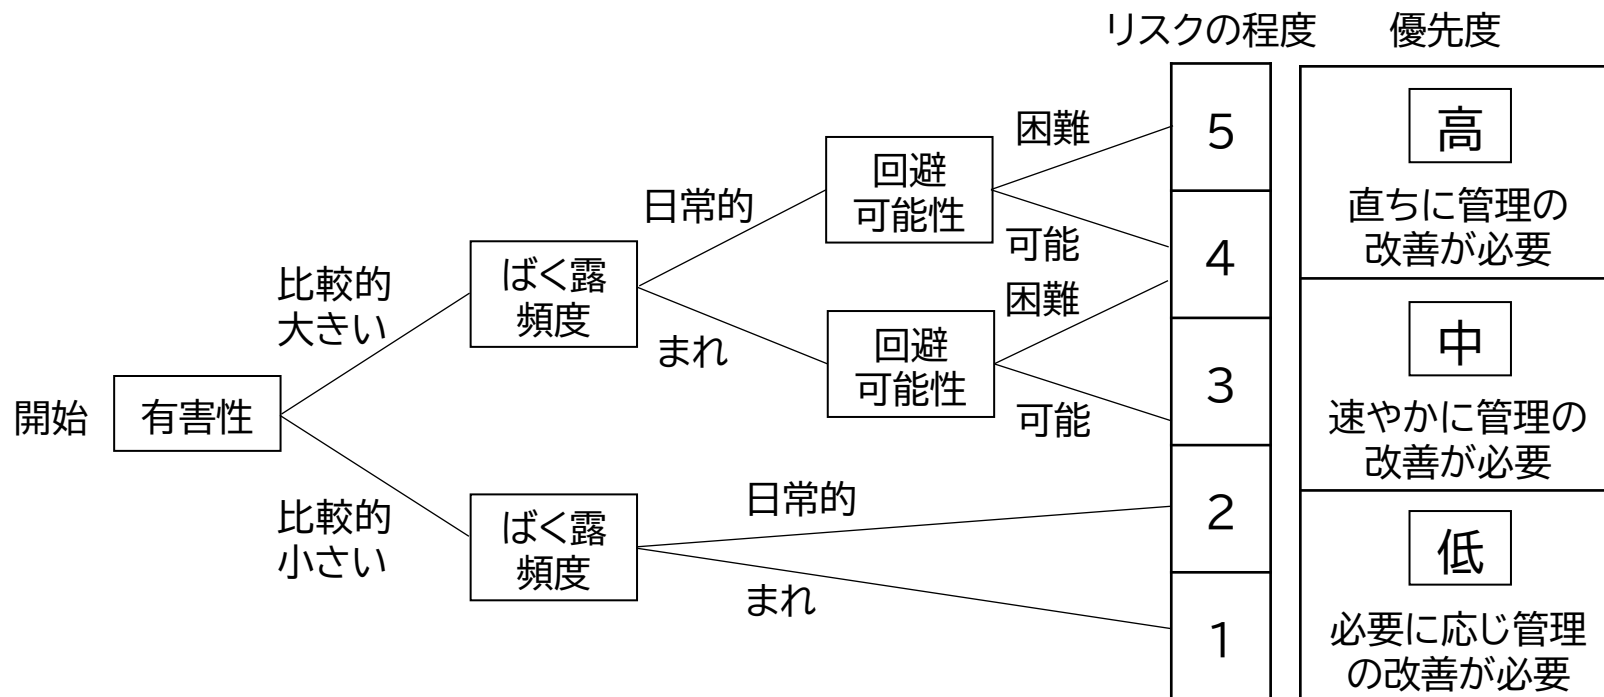 リスクの程度
優先度
開始
有害性
比較的
大きい
比較的
小さい
ばく露
頻度
ばく露
頻度
日常的
まれ
日常的
まれ
回避
可能性
回避
可能性
困難
可能
困難
可能
5
4
3
2
1
高
直ちに管理の
改善が必要
中
速やかに管理の
改善が必要
低
必要に応じ管理
の改善が必要